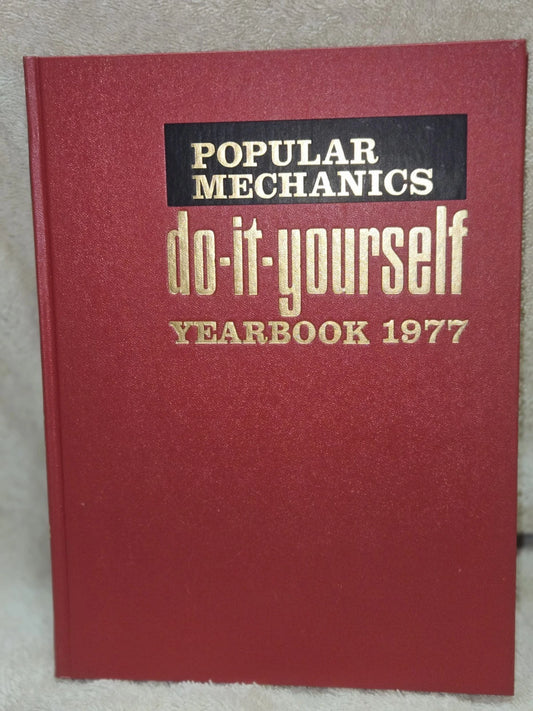 POPULAR
MECHANICS
do-it-yourself
YEARBOOK 1977